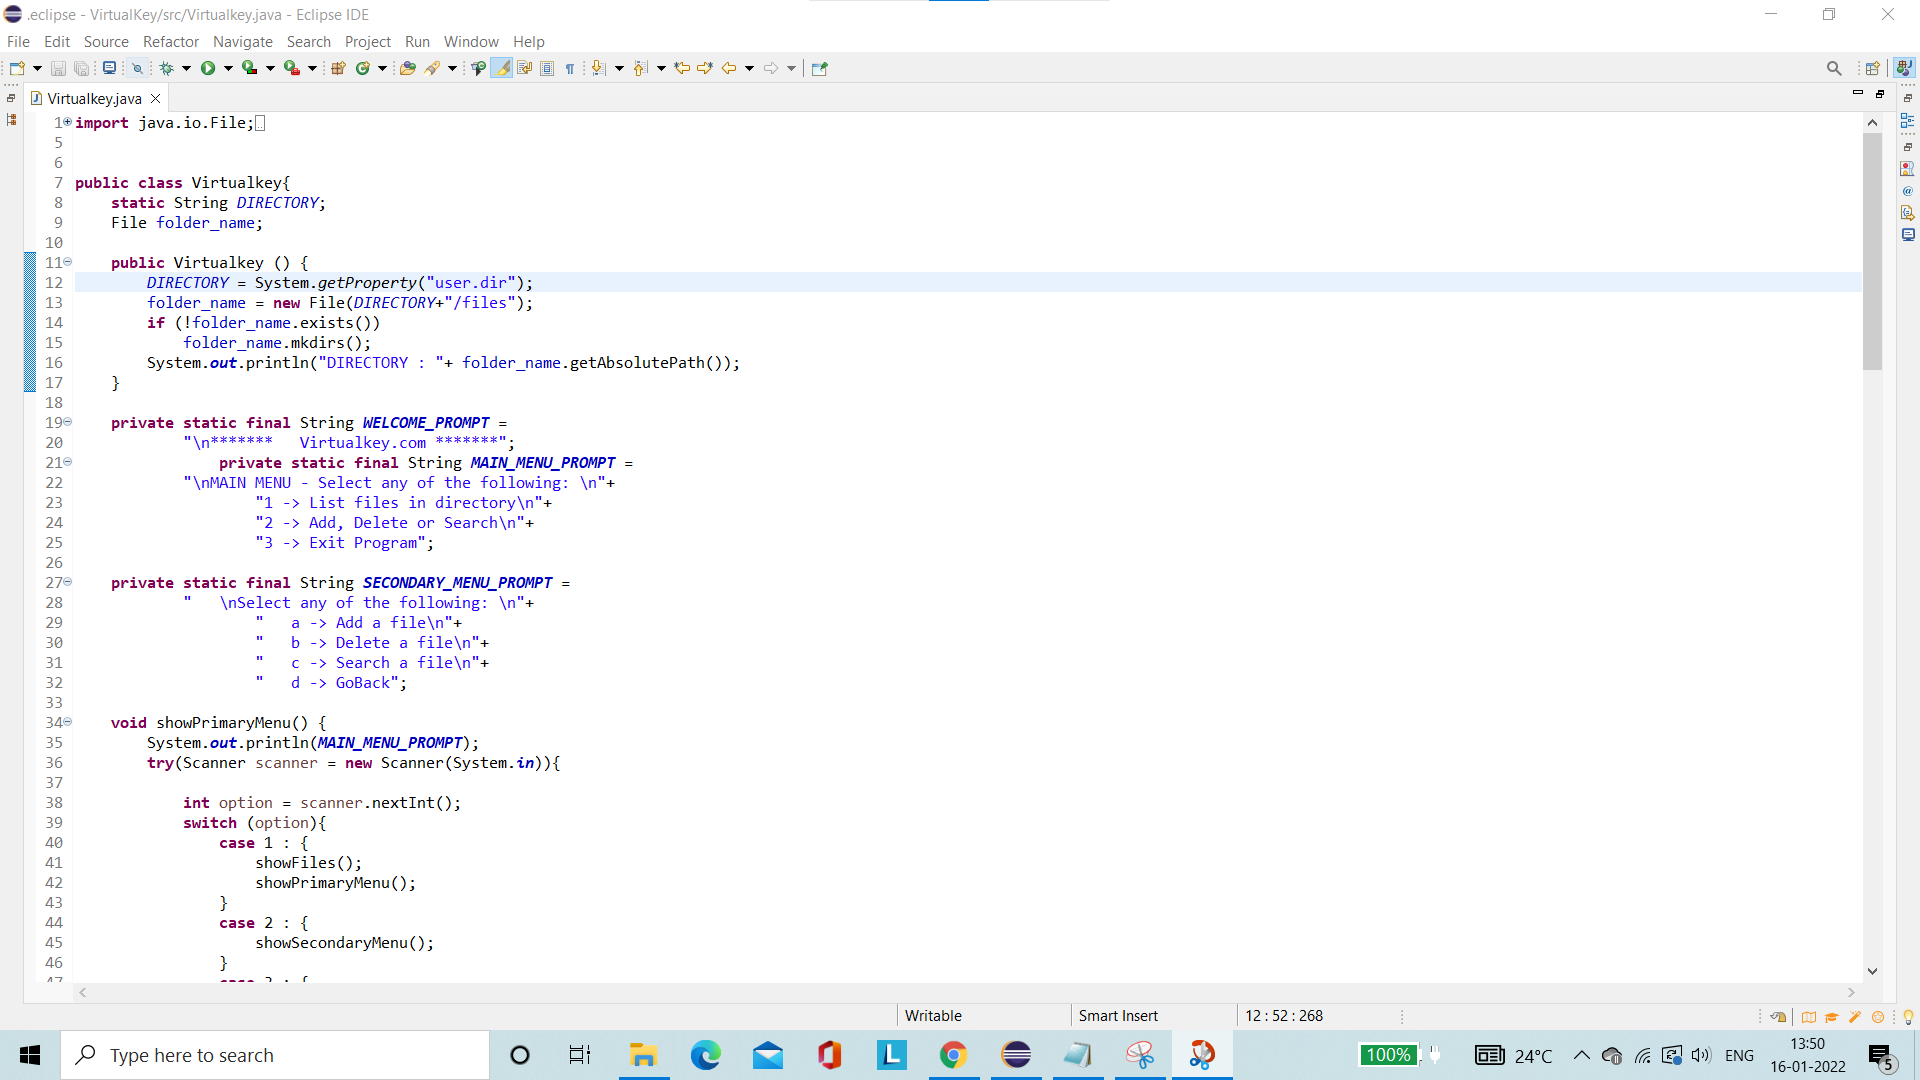 .eclipse - VirtualKey/src/Virtualkey.java - Eclipse IDE
File Edit Source Refactor Navigate Search Project Run Window Help
Virtualkey.java
1 import java.io.File;
5
6
7 public class Virtualkey{
8 static String DIRECTORY;
9 File folder_name;
10
11 public Virtualkey () {
12 DIRECTORY = System.getProperty("user.dir");
13 folder_name = new File(DIRECTORY+"/files");
14 if (!folder_name.exists())
15 folder_name.mkdirs();
16 System.out.println("DIRECTORY : "+ folder_name.getAbsolutePath());
17 }
18
19 private static final String WELCOME_PROMPT =
20 "\n*******   Virtualkey.com *******";
21 private static final String MAIN_MENU_PROMPT =
22 "\nMAIN MENU - Select any of the following: \n"+
23 "1 -> List files in directory\n"+
24 "2 -> Add, Delete or Search\n"+
25 "3 -> Exit Program";
26
27 private static final String SECONDARY_MENU_PROMPT =
28 "   \nSelect any of the following: \n"+
29 "   a -> Add a file\n"+
30 "   b -> Delete a file\n"+
31 "   c -> Search a file\n"+
32 "   d -> GoBack";
33
34 void showPrimaryMenu() {
35 System.out.println(MAIN_MENU_PROMPT);
36 try(Scanner scanner = new Scanner(System.in)){
37
38 int option = scanner.nextInt();
39 switch (option){
40 case 1 : {
41 showFiles();
42 showPrimaryMenu();
43 }
44 case 2 : {
45 showSecondaryMenu();
46 }
Writable Smart Insert 12 : 52 : 268
Type here to search 100% 24°C ENG 13:50
16-01-2022 5